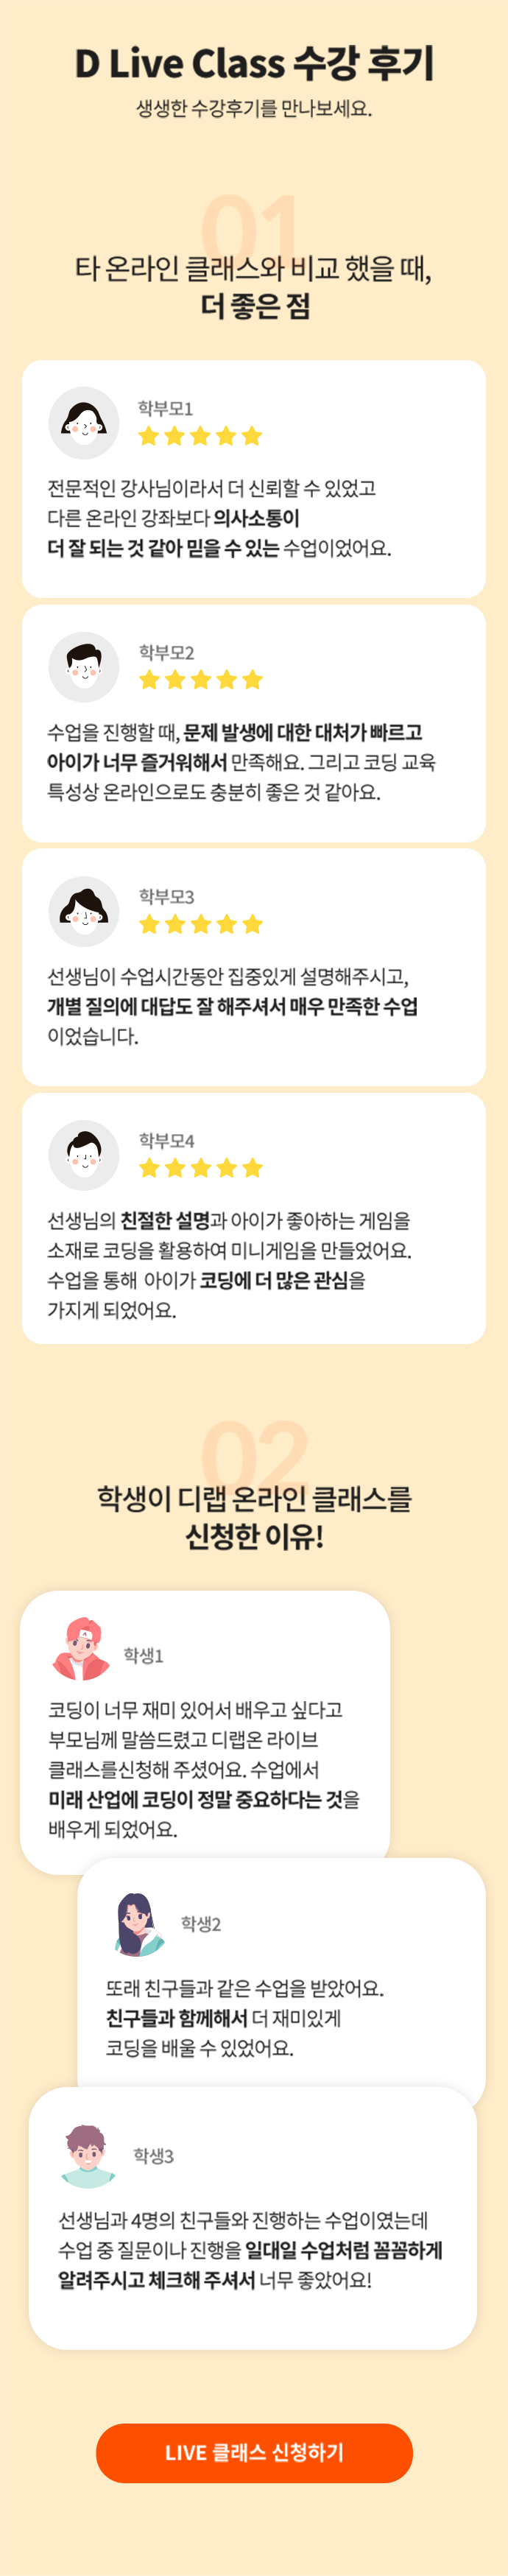 D Live Class 수강 후기
생생한 수강후기를 만나보세요.
01
타 온라인 클래스와 비교 했을 때,
더 좋은 점
학부모1
전문적인 강사님이라서 더 신뢰할 수 있었고
다른 온라인 강좌보다 의사소통이
더 잘 되는 것 같아 믿을 수 있는 수업이었어요.
학부모2
수업을 진행할 때, 문제 발생에 대한 대처가 빠르고
아이가 너무 즐거워해서 만족해요. 그리고 코딩 교육
특성상 온라인으로도 충분히 좋은 것 같아요.
학부모3
선생님이 수업시간동안 집중있게 설명해주시고,
개별 질의에 대답도 잘 해주셔서 매우 만족한 수업
이었습니다.
학부모4
선생님의 친절한 설명과 아이가 좋아하는 게임을
소재로 코딩을 활용하여 미니게임을 만들었어요.
수업을 통해 아이가 코딩에 더 많은 관심을
가지게 되었어요.
02
학생이 디랩 온라인 클래스를
신청한 이유!
학생1
코딩이 너무 재미 있어서 배우고 싶다고
부모님께 말씀드렸고 디랩온 라이브
클래스를신청해 주셨어요. 수업에서
미래 산업에 코딩이 정말 중요하다는 것을
배우게 되었어요.
학생2
또래 친구들과 같은 수업을 받았어요.
친구들과 함께해서 더 재미있게
코딩을 배울 수 있었어요.
학생3
선생님과 4명의 친구들와 진행하는 수업이였는데
수업 중 질문이나 진행을 일대일 수업처럼 꼼꼼하게
알려주시고 체크해 주셔서 너무 좋았어요!
LIVE 클래스 신청하기